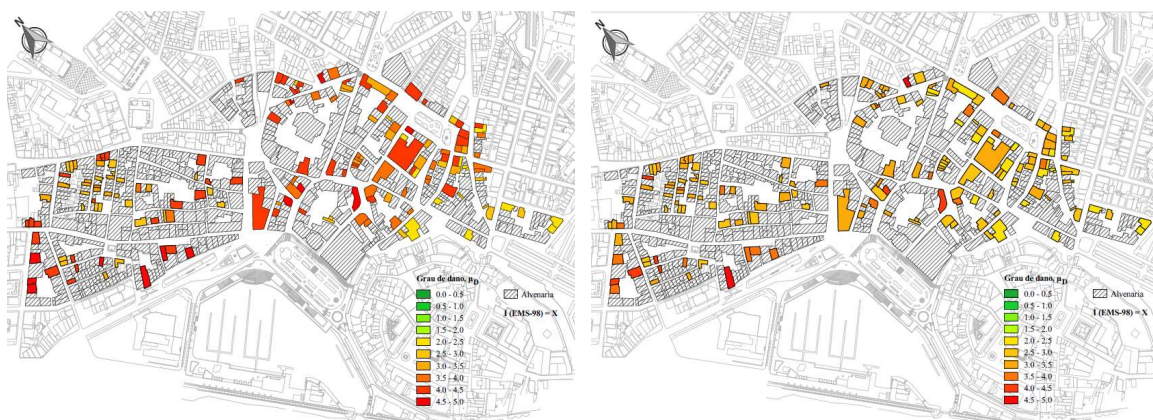 N
Grau de dano, μD
0.0 - 0.5
0.5 - 1.0
1.0 - 1.5
1.5 - 2.0
2.0 - 2.5
2.5 - 3.0
3.0 - 3.5
3.5 - 4.0
4.0 - 4.5
4.5 - 5.0
Alvenaria
I (EMS-98) = X
N
Grau de dano, μD
0.0 - 0.5
0.5 - 1.0
1.0 - 1.5
1.5 - 2.0
2.0 - 2.5
2.5 - 3.0
3.0 - 3.5
3.5 - 4.0
4.0 - 4.5
4.5 - 5.0
Alvenaria
I (EMS-98) = X